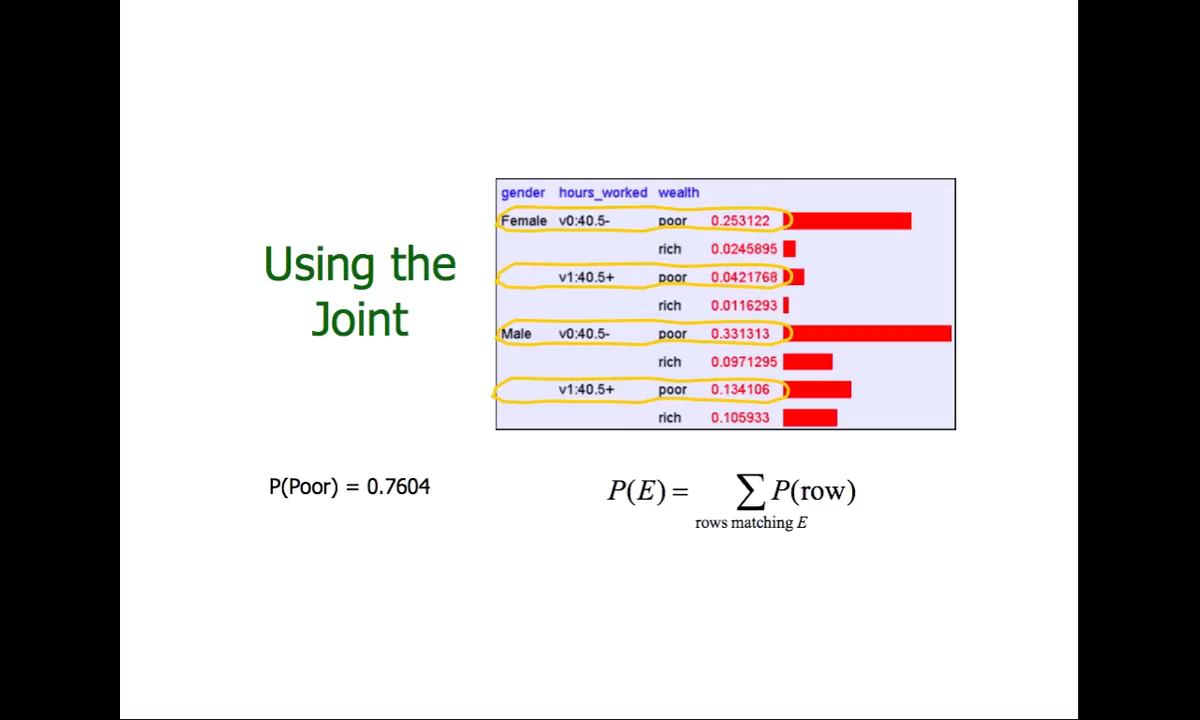 Using the
Joint
gender hours_worked wealth
Female v0:40.5- poor 0.253122
rich 0.0245895
v1:40.5+ poor 0.0421768
rich 0.0116293
Male v0:40.5- poor 0.331313
rich 0.0971295
v1:40.5+ poor 0.134106
rich 0.105933
P(Poor) = 0.7604
P(E) = ∑ P(row)
rows matching E